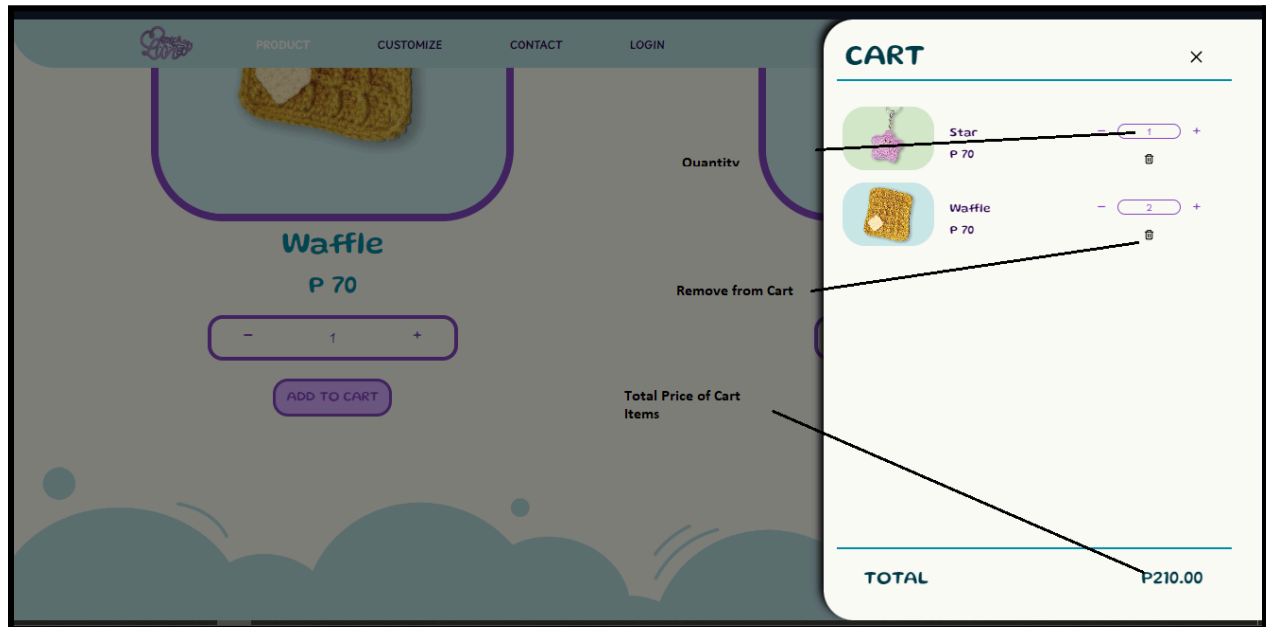 PRODUCT CUSTOMIZE CONTACT LOGIN
Waffle
P 70
− 1 +
ADD TO CART
Quantity
Remove from Cart
Total Price of Cart
Items
CART ×
Star
P 70
− 1 +
Waffle
P 70
− 2 +
TOTAL P210.00